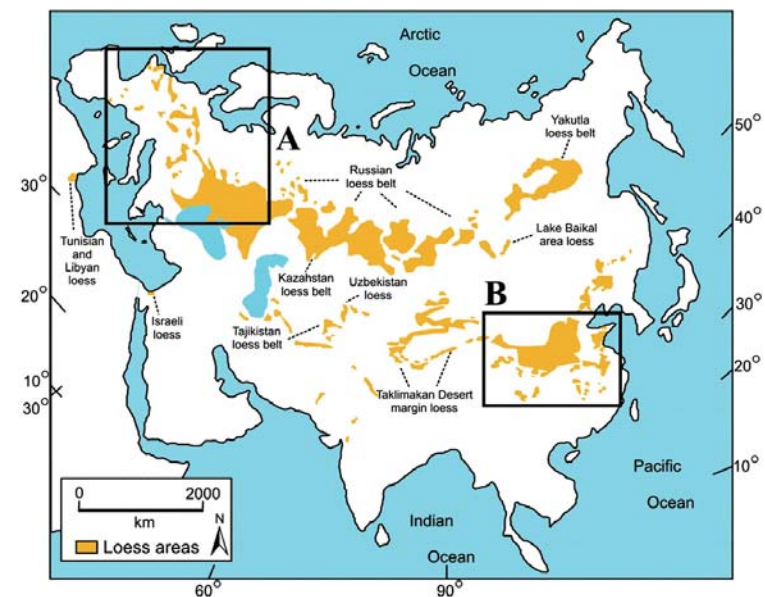 Arctic
Ocean
50°
A
Yakutla
loess belt
Russian
loess belt
30°
40°
Lake Baikal
area loess
Tunisian
and
Libyan
loess
Kazahstan
loess belt
Uzbekistan
loess
B
20°
30°
Israeli
loess
Tajikistan
loess belt
20°
10°
30°
Taklimakan Desert
margin loess
10°
Pacific
Ocean
0
2000
km
N
Loess areas
Indian
Ocean
60°
90°